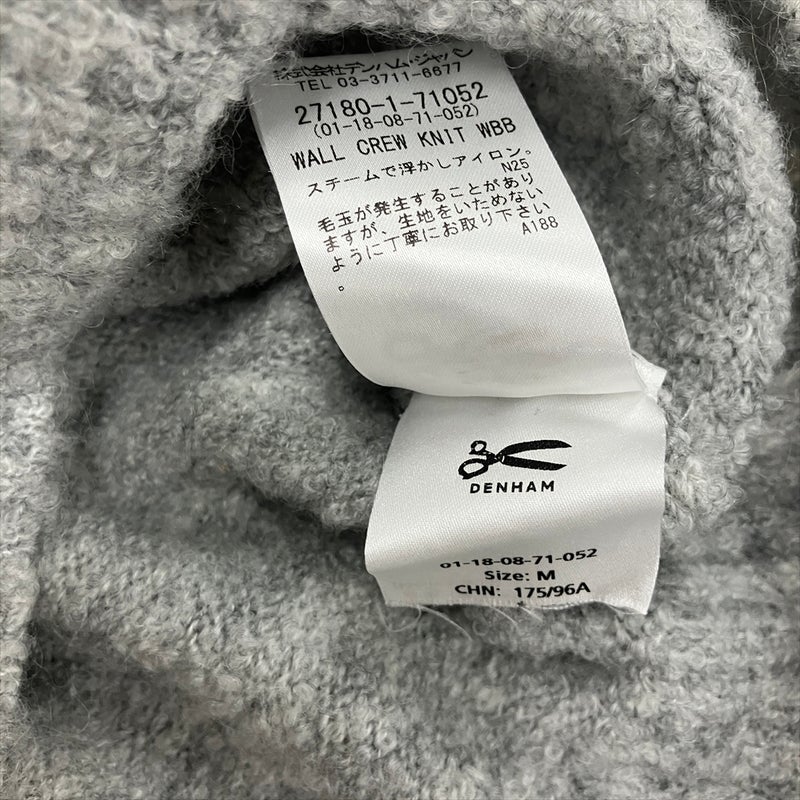 株式会社デンハム・ジャパン
TEL 03-3711-6677
27180-1-71052
(01-18-08-71-052)
WALL CREW KNIT WBB
スチームで浮かしアイロン。
N25
毛玉が発生することがあり
ますが、生地をいためない
ように丁寧にお取り下さい
A188
。
DENHAM
01-18-08-71-052
Size: M
CHN: 175/96A